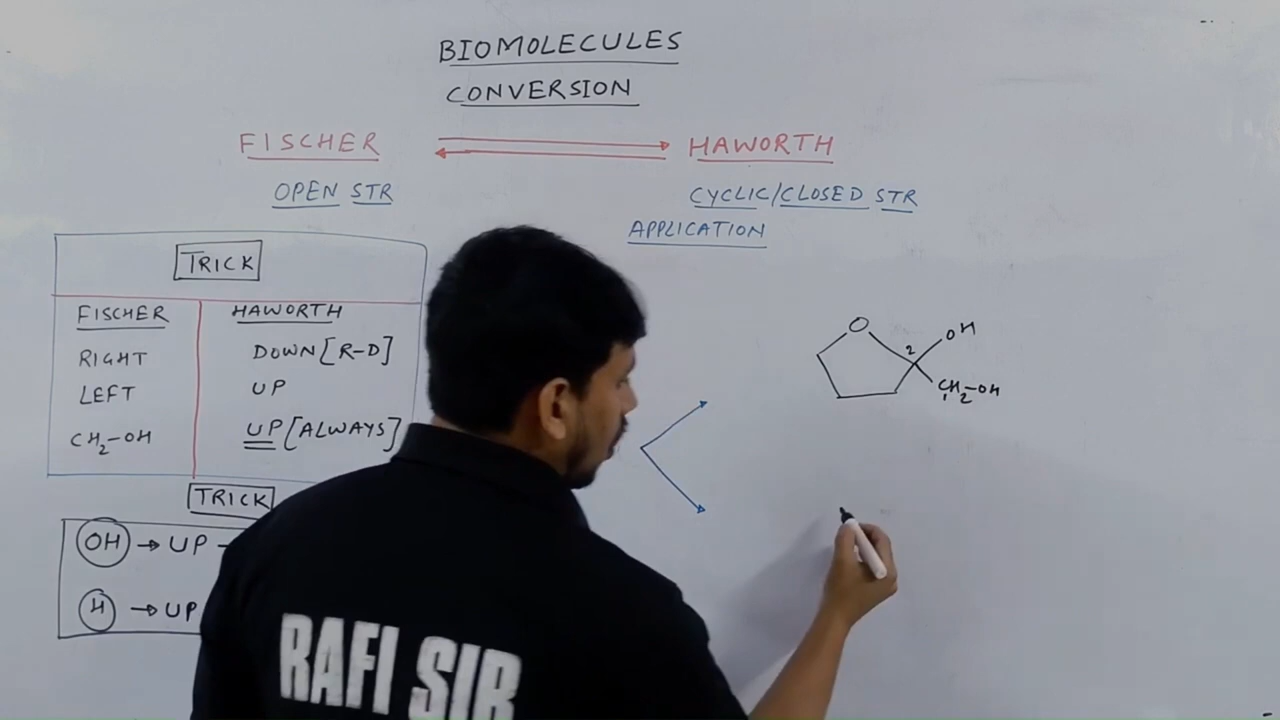 BIOMOLECULES
CONVERSION
FISCHER HAWORTH
OPEN STR CYCLIC/CLOSED STR
APPLICATION
TRICK
FISCHER HAWORTH
RIGHT DOWN [R-D]
LEFT UP
CH2-OH UP [ALWAYS]
TRICK
OH → UP -
H → UP
O
OH
2
CH2-OH
1
RAFI SIR